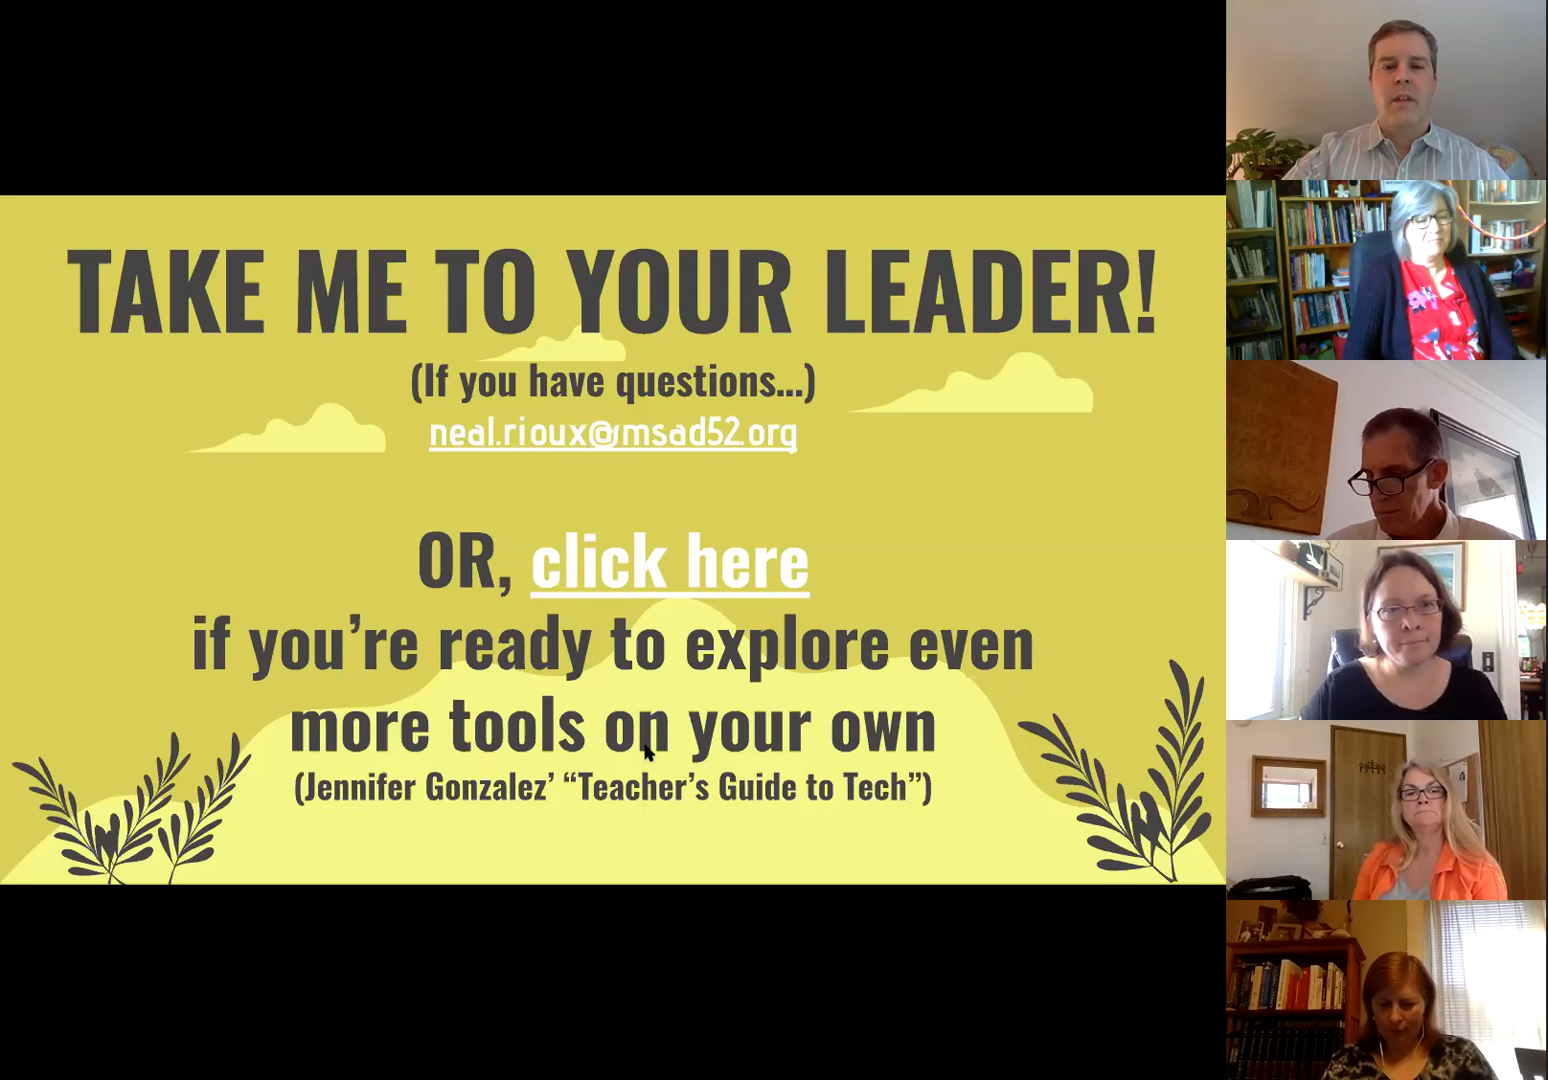 TAKE ME TO YOUR LEADER!
(If you have questions...)
neal.rioux@msad52.org
OR, click here
if you’re ready to explore even
more tools on your own
(Jennifer Gonzalez’ “Teacher’s Guide to Tech”)